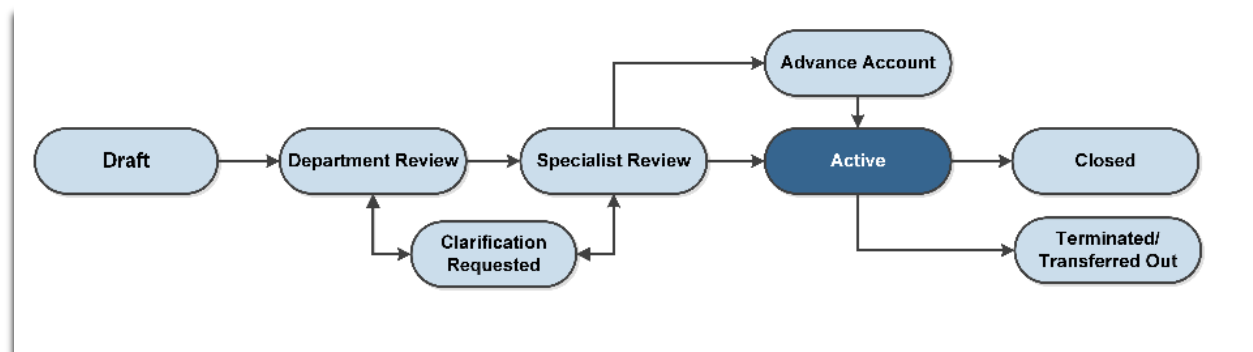 Advance Account
Draft
Department Review
Specialist Review
Active
Closed
Clarification
Requested
Terminated/
Transferred Out